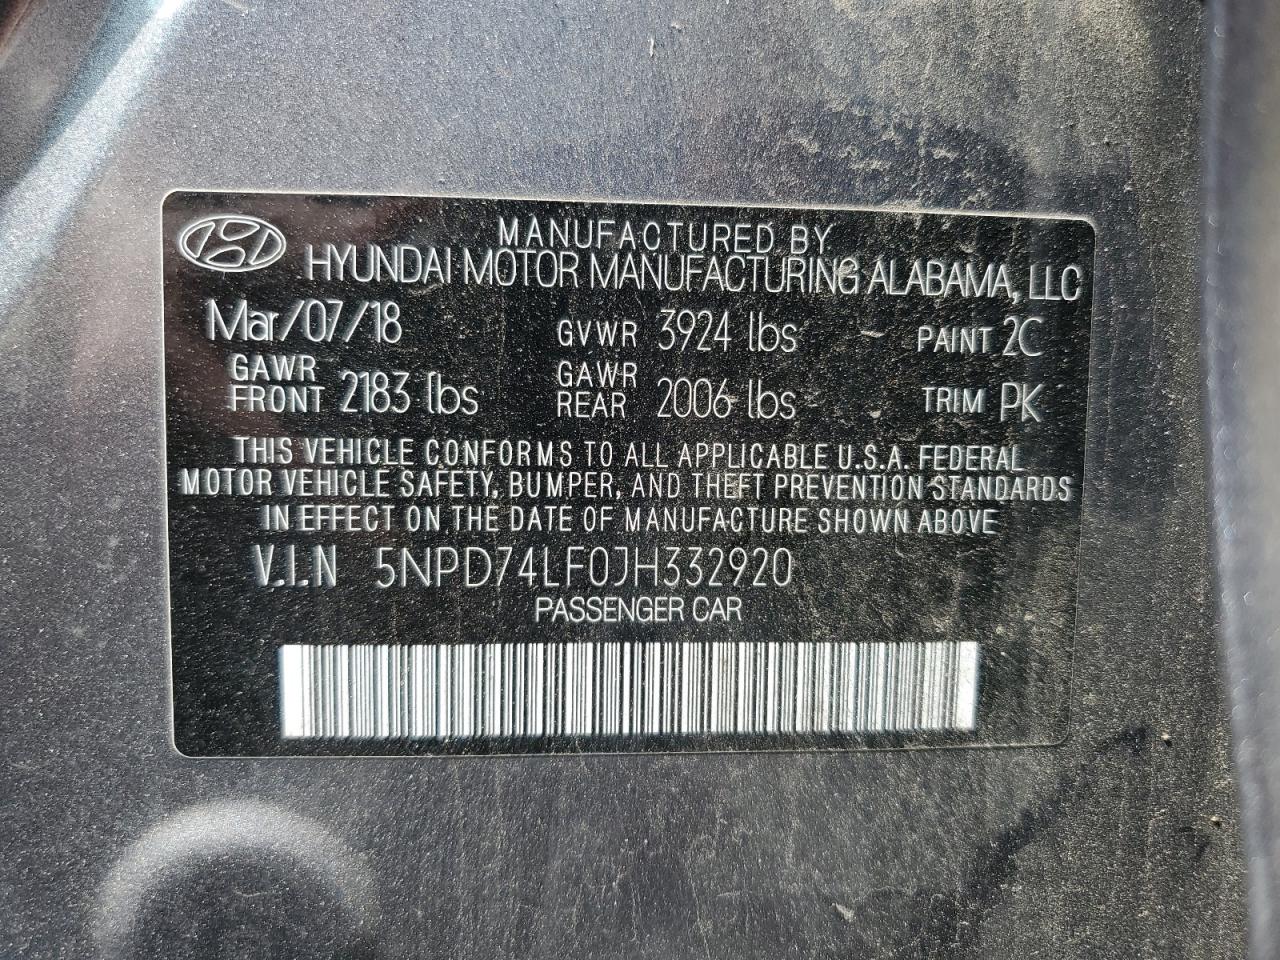 MANUFACTURED BY
HYUNDAI MOTOR MANUFACTURING ALABAMA, LLC
Mar/07/18 GVWR 3924 lbs PAINT 2C
GAWR FRONT 2183 lbs GAWR REAR 2006 lbs TRIM PK
THIS VEHICLE CONFORMS TO ALL APPLICABLE U.S.A. FEDERAL
MOTOR VEHICLE SAFETY, BUMPER, AND THEFT PREVENTION STANDARDS
IN EFFECT ON THE DATE OF MANUFACTURE SHOWN ABOVE
V.I.N 5NPD74LF0JH332920
PASSENGER CAR